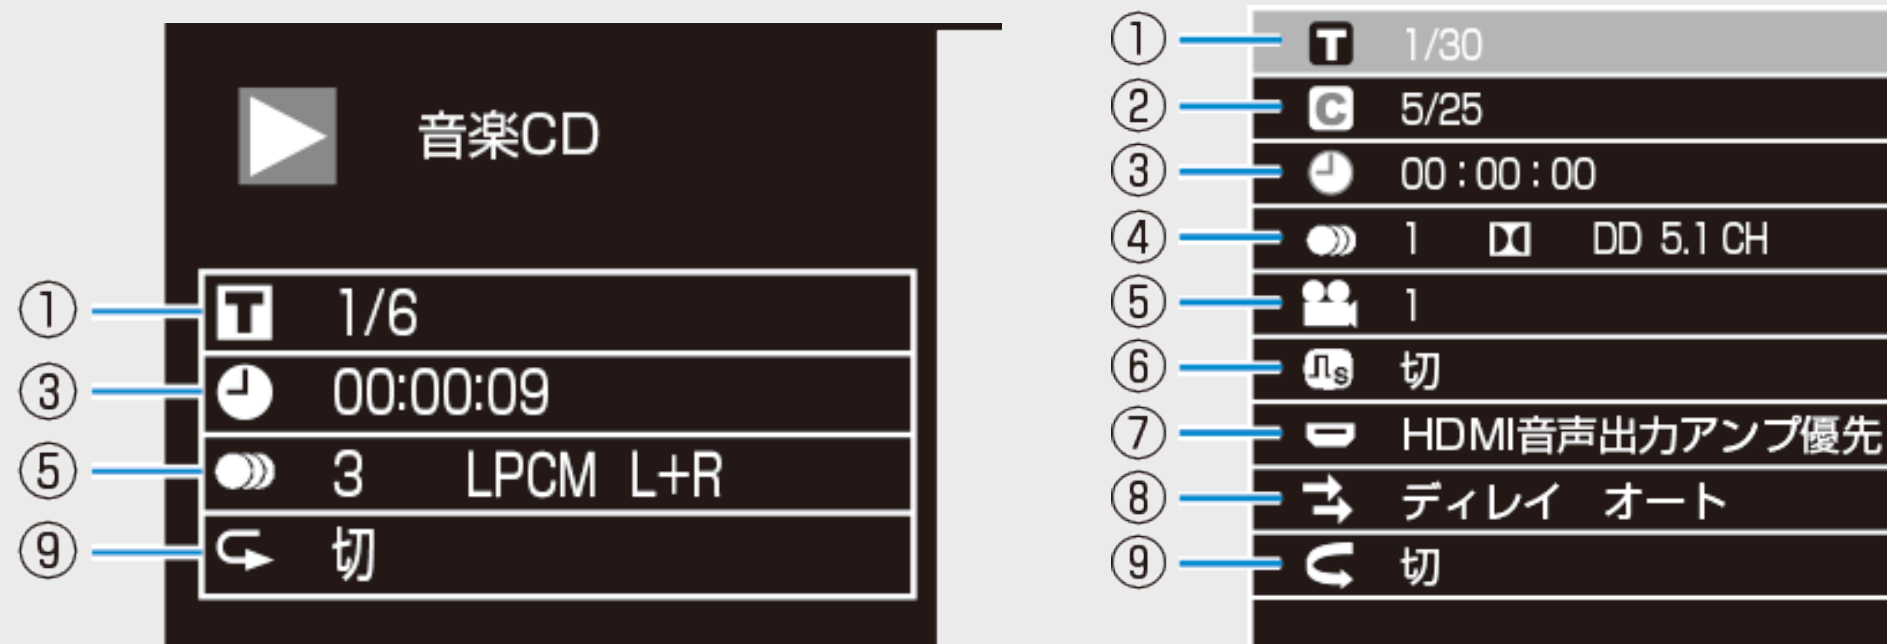 音楽CD
① T 1/6
③ 00:00:09
⑤ 3 LPCM L+R
⑨ 切
① T 1/30
② C 5/25
③ 00:00:00
④ 1 DD 5.1 CH
⑤ 1
⑥ S 切
⑦ HDMI音声出力アンプ優先
⑧ ディレイ オート
⑨ 切